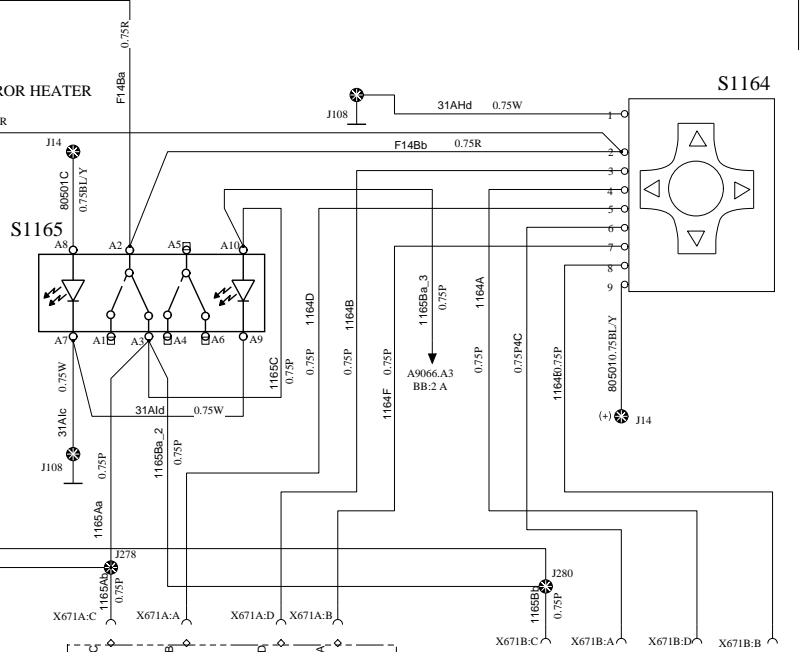 S1164
0.75R
F14Ba
ROR HEATER
R
J108
31AHd 0.75W
1
J14
F14Bb 0.75R
2
3
4
5
6
7
8
9
80501C
0.75BL/Y
S1165
A8 A2 A5 A10
A7 A1 A3 A4 A6 A9
1164D
0.75P
1164B
0.75P
1165Ba_3
0.75P
1164A
0.75P
0.75P4C
0.75P
805010.75BL/Y
1165C
0.75P
0.75P
1164F
A9066.A3
BB:2 A
0.75W
31AIc
31AId 0.75W
(+) J14
1165Ba_2
0.75P
0.75P
1165Aa
J108
J278
1165Ab
0.75P
J280
1165Bb
0.75P
X671A:C X671A:A X671A:D X671A:B
X671B:C X671B:A X671B:D X671B:B
C B D A